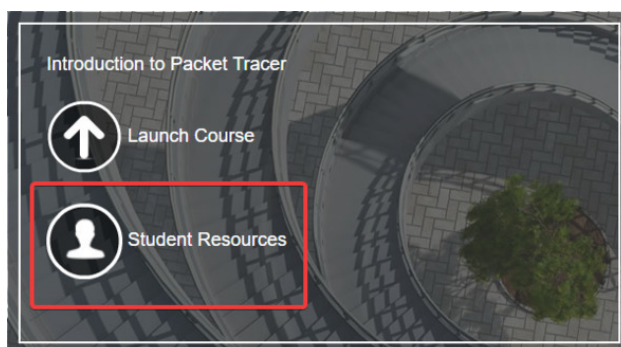 Introduction to Packet Tracer
Launch Course
Student Resources